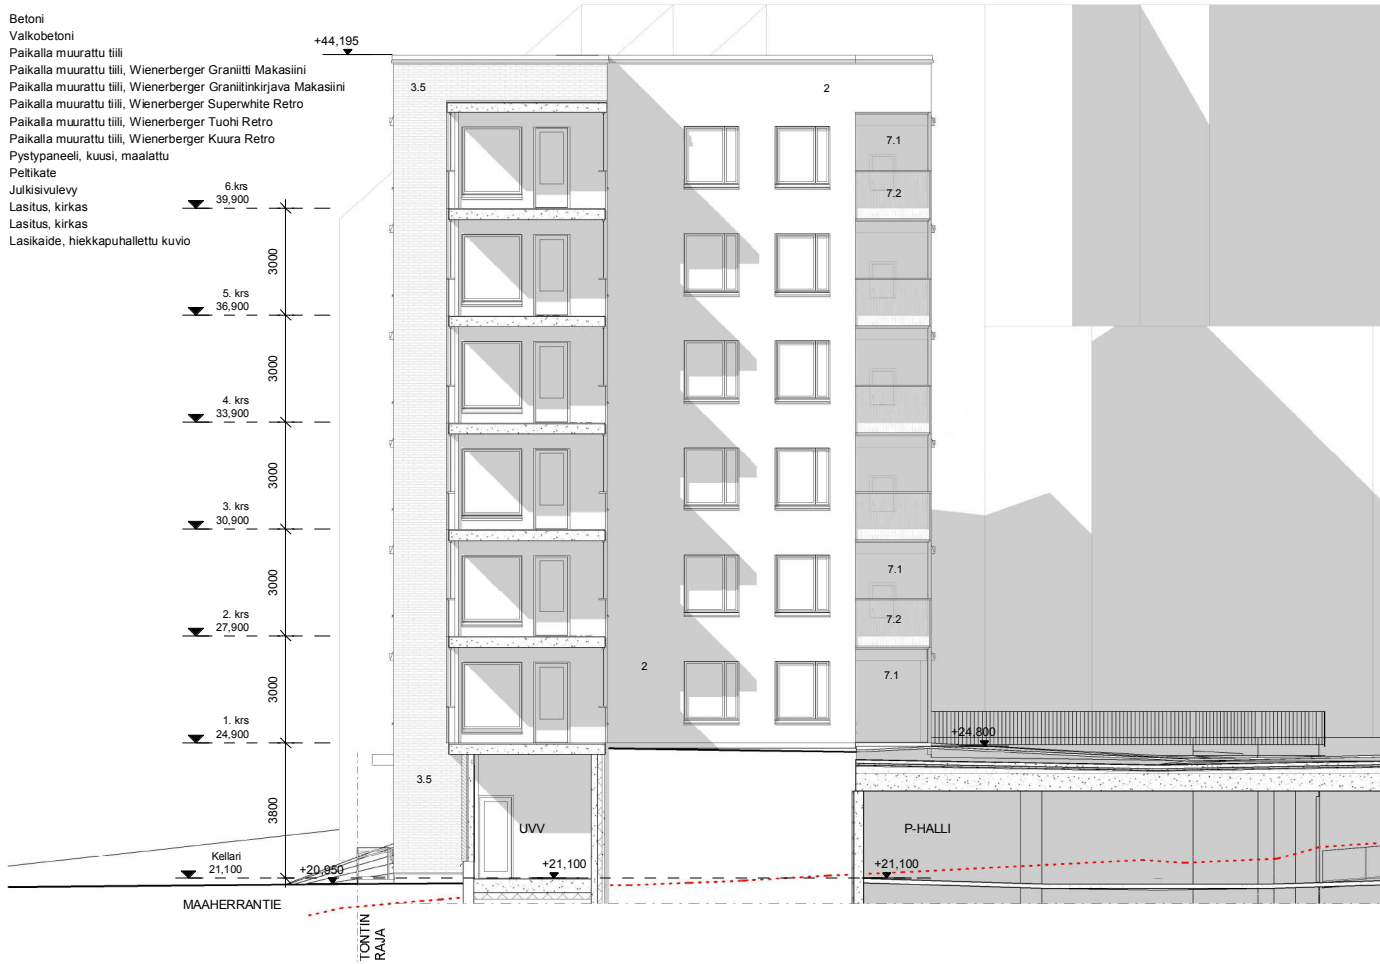 Betoni
Valkobetoni
Paikalla muurattu tiili
Paikalla muurattu tiili, Wienerberger Graniitti Makasiini
Paikalla muurattu tiili, Wienerberger Graniitinkirjava Makasiini
Paikalla muurattu tiili, Wienerberger Superwhite Retro
Paikalla muurattu tiili, Wienerberger Tuohi Retro
Paikalla muurattu tiili, Wienerberger Kuura Retro
Pystypaneeli, kuusi, maalattu
Peltikate
Julkisivulevy
Lasitus, kirkas
Lasitus, kirkas
Lasikaide, hiekkapuhallettu kuvio
+44,195
3.5
2
7.1
7.2
6.krs
39,900
3000
5. krs
36,900
3000
4. krs
33,900
3000
3. krs
30,900
3000
7.1
2. krs
27,900
7.2
3000
2
7.1
1. krs
24,900
+24,800
3.5
3800
UVV
P-HALLI
Kellari
21,100
+20,950
+21,100
+21,100
MAAHERRANTIE
TONTIN
RAJA